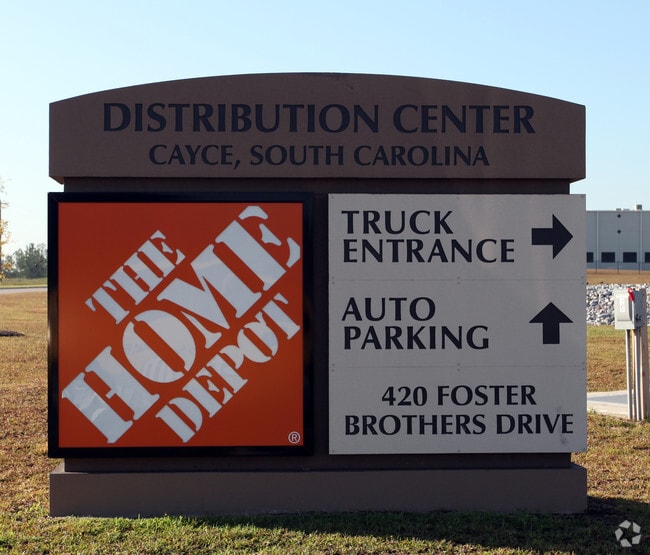 DISTRIBUTION CENTER
CAYCE, SOUTH CAROLINA
THE
HOME
DEPOT
®
TRUCK
ENTRANCE
AUTO
PARKING
420 FOSTER
BROTHERS DRIVE